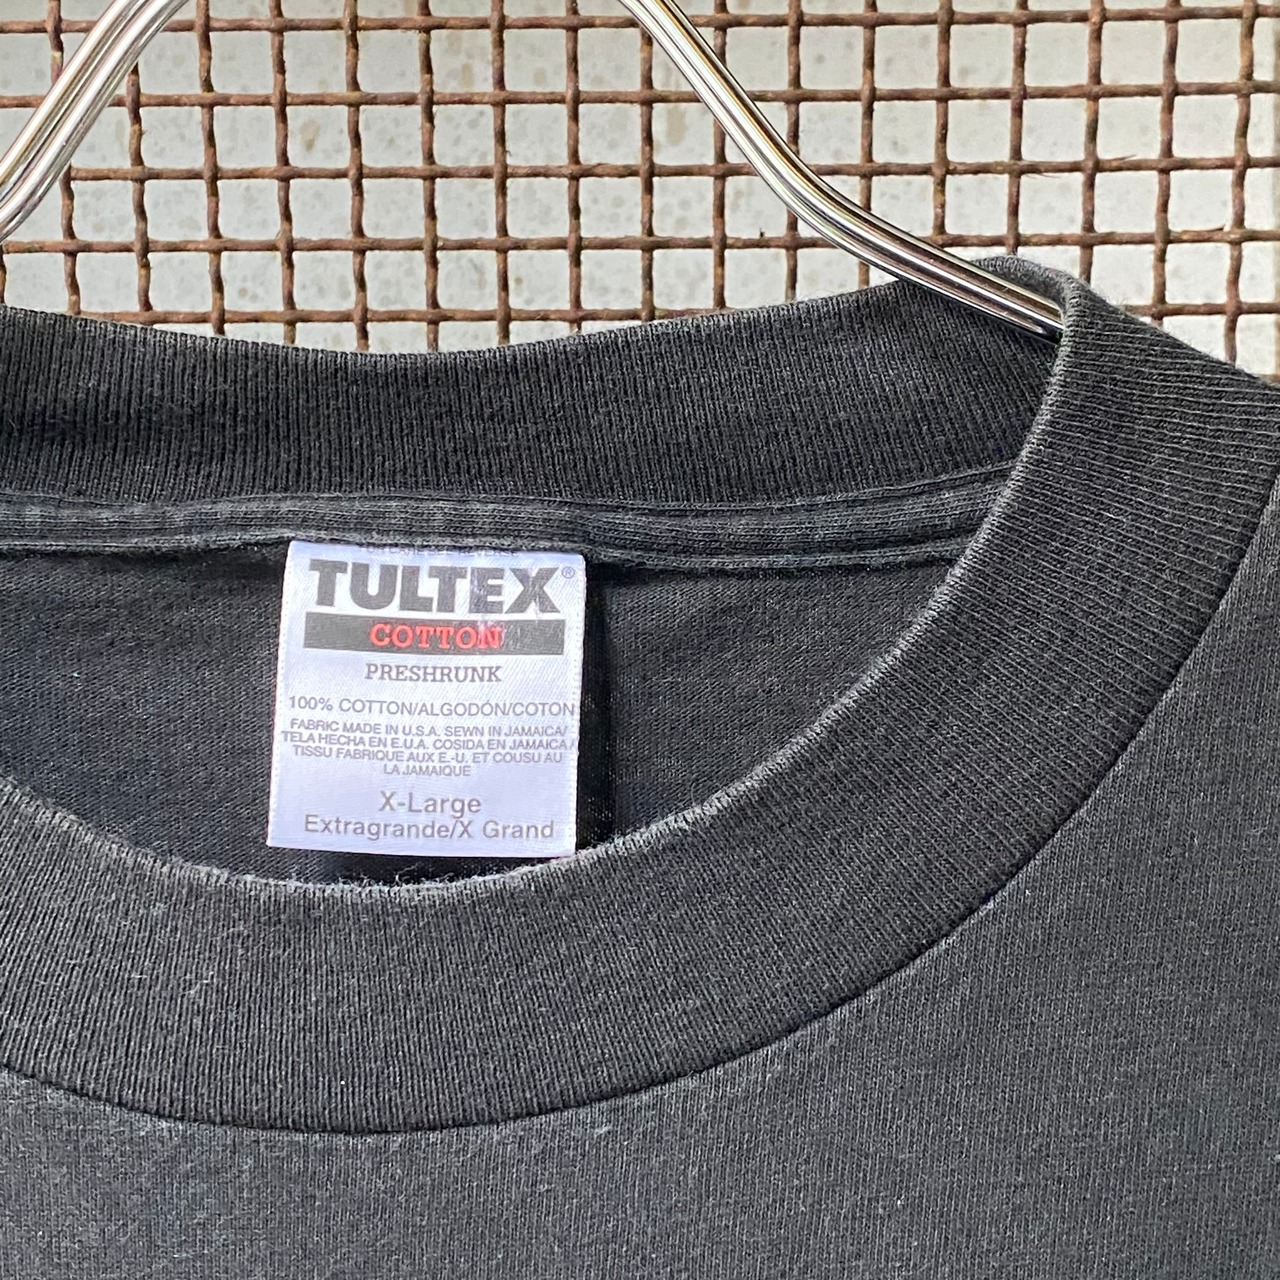 TULTEX®
COTTON
PRESHRUNK
100% COTTON/ALGODÓN/COTON
FABRIC MADE IN U.S.A. SEWN IN JAMAICA/
TELA HECHA EN E.U.A. COSIDA EN JAMAICA/
TISSU FABRIQUE AUX E.-U. ET COUSU AU
LA JAMAIQUE
X-Large
Extragrande/X Grand